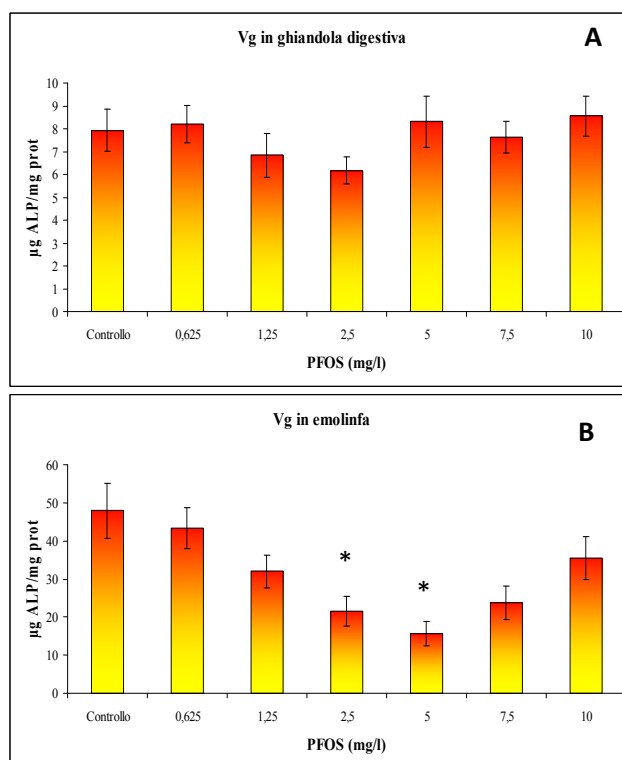 Vg in ghiandola digestiva
A
µg ALP/mg prot
10
9
8
7
6
5
4
3
2
1
0
Controllo 0,625 1,25 2,5 5 7,5 10
PFOS (mg/l)
Vg in emolinfa
B
µg ALP/mg prot
60
50
40
30
20
10
0
* *
Controllo 0,625 1,25 2,5 5 7,5 10
PFOS (mg/l)